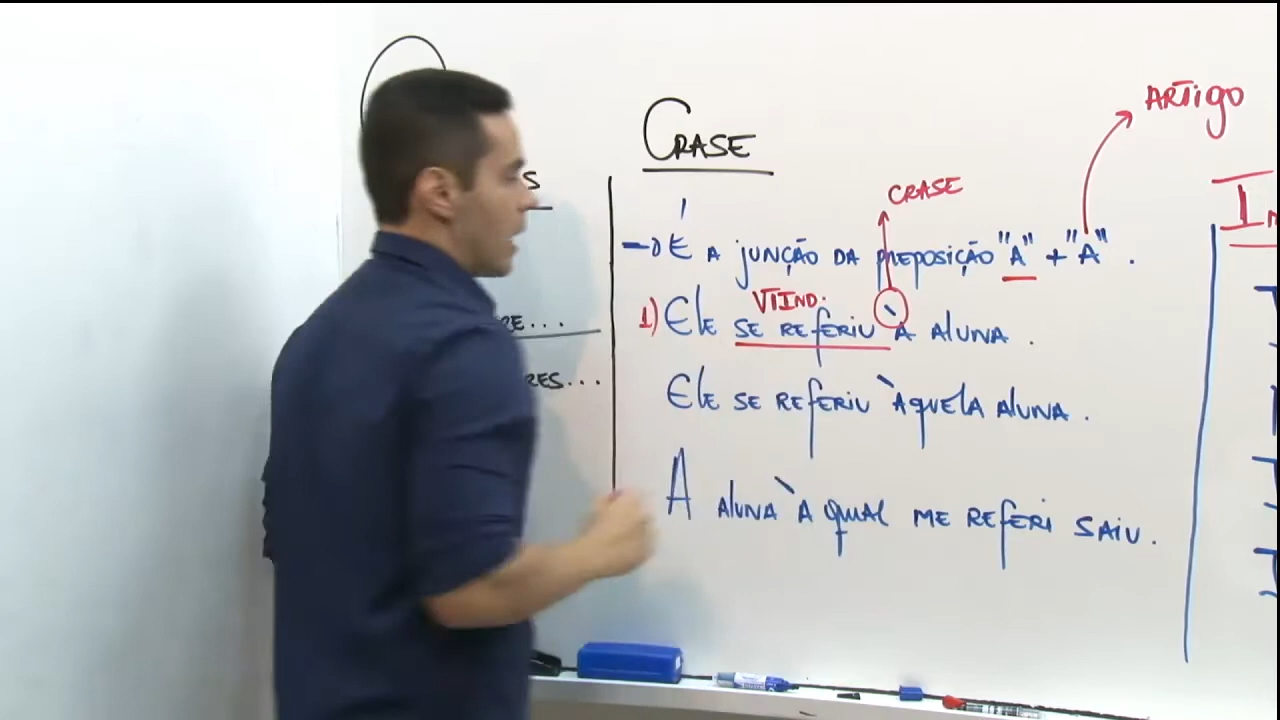 CRASE
ARTIGO
CRASE
É A JUNÇÃO DA PREPOSIÇÃO "A" + "A".
VTIND.
1) ELE SE REFERIU À ALUNA.
ELE SE REFERIU ÀQUELA ALUNA.
A ALUNA À QUAL ME REFERI SAIU.